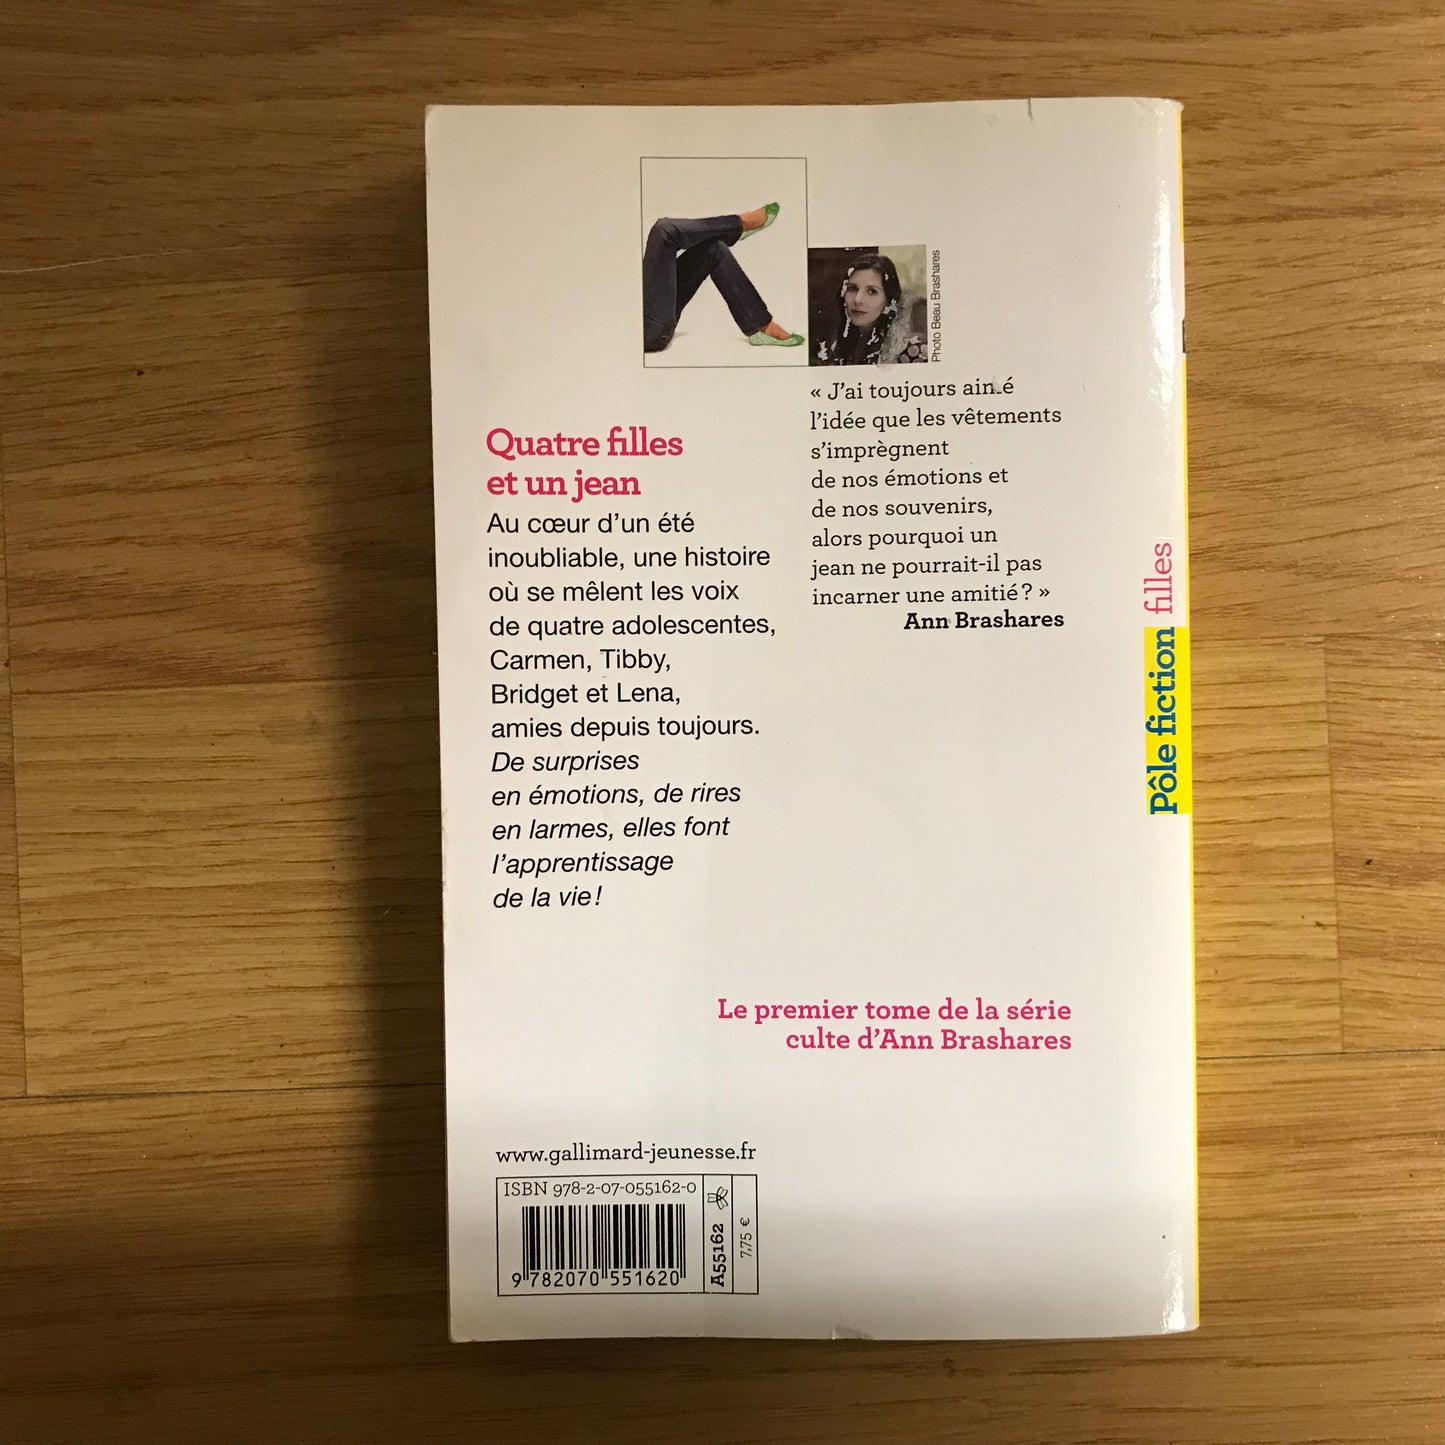 Photo Beau Brashares
« J'ai toujours aimé
l'idée que les vêtements
s'imprègnent
de nos émotions et
de nos souvenirs,
alors pourquoi un
jean ne pourrait-il pas
incarner une amitié ? »
Ann Brashares
Quatre filles
et un jean
Au cœur d'un été
inoubliable, une histoire
où se mêlent les voix
de quatre adolescentes,
Carmen, Tibby,
Bridget et Lena,
amies depuis toujours.
De surprises
en émotions, de rires
en larmes, elles font
l'apprentissage
de la vie !
Le premier tome de la série
culte d'Ann Brashares
www.gallimard-jeunesse.fr
ISBN 978-2-07-055162-0
9 782070 551620
A55162
7,75 €
Pôle fiction filles